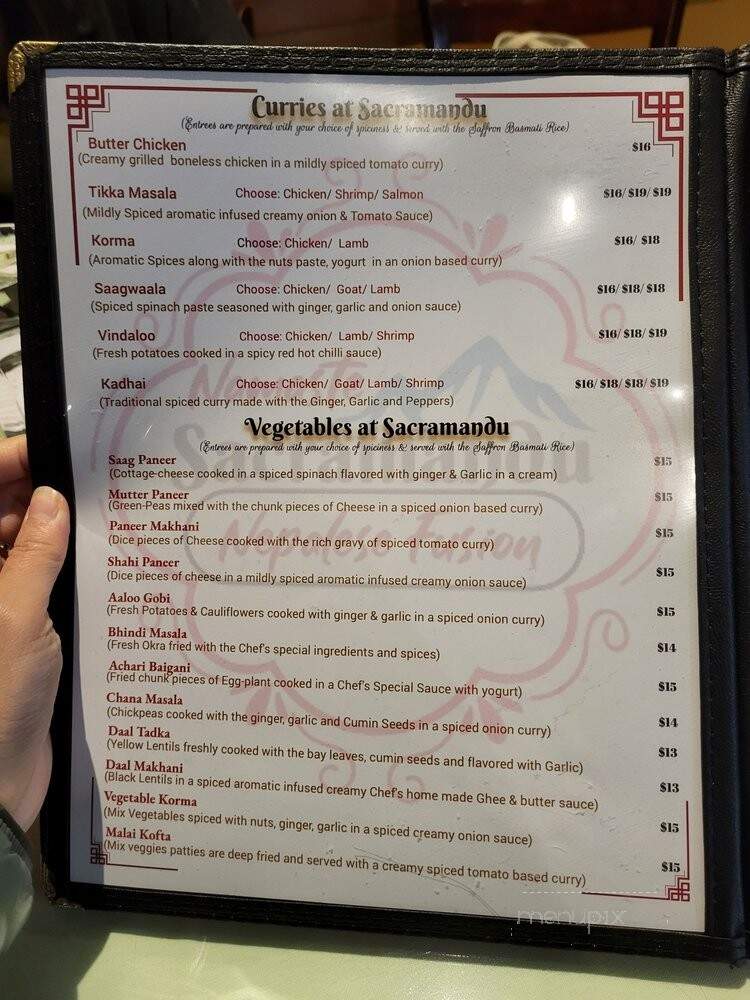 Curries at Sacramandu
(Entrees are prepared with your choice of spiciness & served with the Saffron Basmati Rice)
Butter Chicken $16
(Creamy grilled boneless chicken in a mildly spiced tomato curry)
Tikka Masala Choose: Chicken/ Shrimp/ Salmon $16/ $19/ $19
(Mildly Spiced aromatic infused creamy onion & Tomato Sauce)
Korma Choose: Chicken/ Lamb $16/ $18
(Aromatic Spices along with the nuts paste, yogurt in an onion based curry)
Saagwaala Choose: Chicken/ Goat/ Lamb $16/ $18/ $18
(Spiced spinach paste seasoned with ginger, garlic and onion sauce)
Vindaloo Choose: Chicken/ Lamb/ Shrimp $16/ $18/ $19
(Fresh potatoes cooked in a spicy red hot chilli sauce)
Kadhai Choose: Chicken/ Goat/ Lamb/ Shrimp $16/ $18/ $18/ $19
(Traditional spiced curry made with the Ginger, Garlic and Peppers)
Vegetables at Sacramandu
(Entrees are prepared with your choice of spiciness & served with the Saffron Basmati Rice)
Saag Paneer $15
(Cottage-cheese cooked in a spiced spinach flavored with ginger & Garlic in a cream)
Mutter Paneer $15
(Green-Peas mixed with the chunk pieces of Cheese in a spiced onion based curry)
Paneer Makhani $15
(Dice pieces of Cheese cooked with the rich gravy of spiced tomato curry)
Shahi Paneer $15
(Dice pieces of cheese in a mildly spiced aromatic infused creamy onion sauce)
Aaloo Gobi $15
(Fresh Potatoes & Cauliflowers cooked with ginger & garlic in a spiced onion curry)
Bhindi Masala $14
(Fresh Okra fried with the Chef's special ingredients and spices)
Achari Baigani $15
(Fried chunk pieces of Egg-plant cooked in a Chef's Special Sauce with yogurt)
Chana Masala $14
(Chickpeas cooked with the ginger, garlic and Cumin Seeds in a spiced onion curry)
Daal Tadka $13
(Yellow Lentils freshly cooked with the bay leaves, cumin seeds and flavored with Garlic)
Daal Makhani $13
(Black Lentils in a spiced aromatic infused creamy Chef's home made Ghee & butter sauce)
Vegetable Korma $15
(Mix Vegetables spiced with nuts, ginger, garlic in a spiced creamy onion sauce)
Malai Kofta $15
(Mix veggies patties are deep fried and served with a creamy spiced tomato based curry)
Nepalese Fusion
menupix